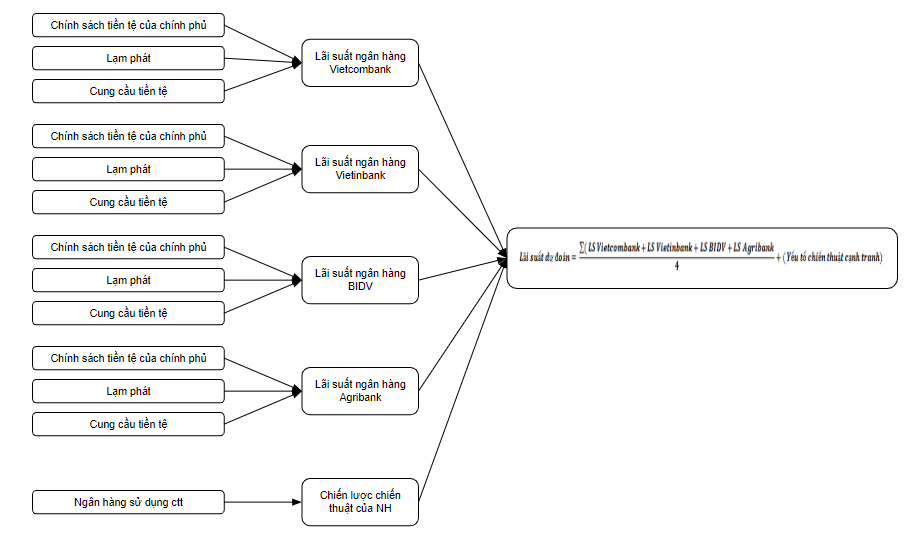 Chính sách tiền tệ của chính phủ
Lạm phát
Cung cầu tiền tệ
Lãi suất ngân hàng
Vietcombank
Chính sách tiền tệ của chính phủ
Lạm phát
Cung cầu tiền tệ
Lãi suất ngân hàng
Vietinbank
Chính sách tiền tệ của chính phủ
Lạm phát
Cung cầu tiền tệ
Lãi suất ngân hàng
BIDV
Chính sách tiền tệ của chính phủ
Lạm phát
Cung cầu tiền tệ
Lãi suất ngân hàng
Agribank
Ngân hàng sử dụng ctt
Chiến lược chiến
thuật của NH
Lãi suất dự đoán = ∑(LS Vietcombank + LS Vietinbank + LS BIDV + LS Agribank / 4 + (Yếu tố chiến thuật cạnh tranh)